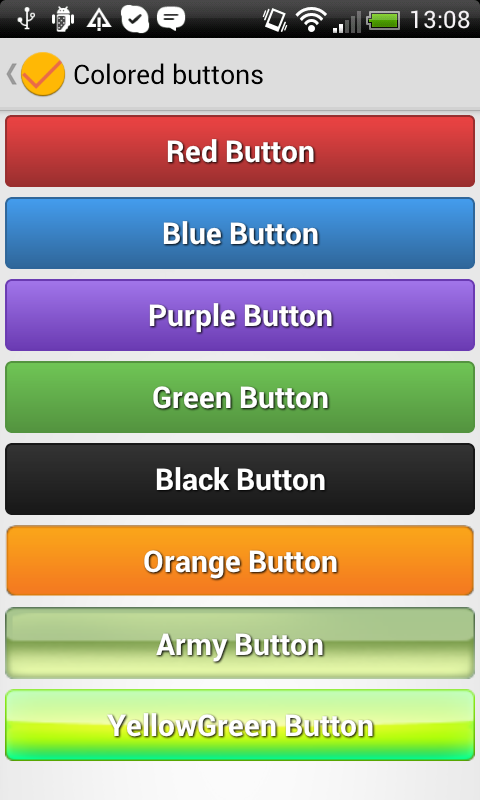 13:08
Colored buttons
Red Button
Blue Button
Purple Button
Green Button
Black Button
Orange Button
Army Button
YellowGreen Button